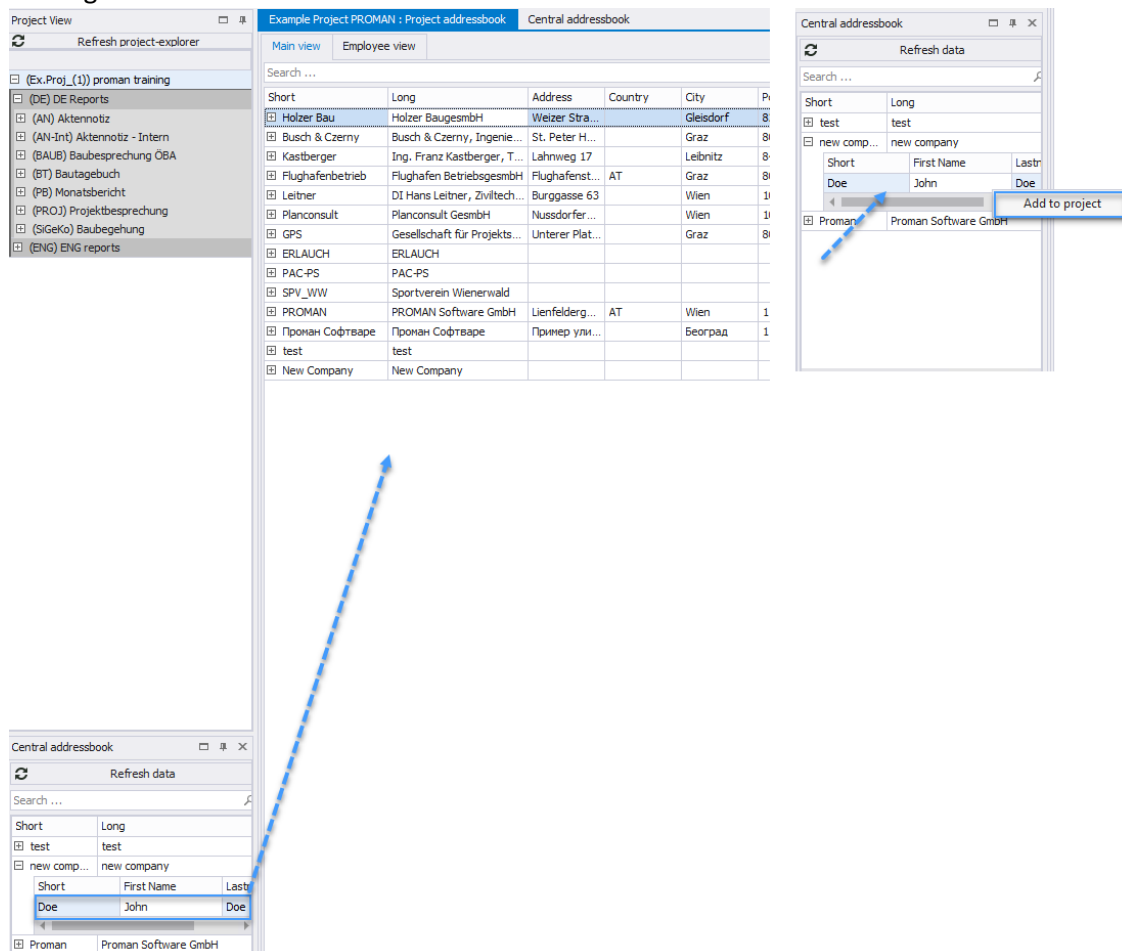 Project View
Refresh project-explorer
(Ex.Proj_(1)) proman training
(DE) DE Reports
(AN) Aktennotiz
(AN-Int) Aktennotiz - Intern
(BAUB) Baubesprechung ÖBA
(BT) Bautagebuch
(PB) Monatsbericht
(PROJ) Projektbesprechung
(SiGeKo) Baubegehung
(ENG) ENG reports
Example Project PROMAN : Project addressbook Central addressbook
Main view Employee view
Search ...
Short Long Address Country City
Holzer Bau Holzer BaugesmbH Weizer Stra... Gleisdorf
Busch & Czerny Busch & Czerny, Ingenie... St. Peter H... Graz
Kastberger Ing. Franz Kastberger, T... Lahnweg 17 Leibnitz
Flughafenbetrieb Flughafen BetriebsgesmbH Flughafenst... AT Graz
Leitner DI Hans Leitner, Ziviltech... Burggasse 63 Wien
Planconsult Planconsult GesmbH Nussdorfer... Wien
GPS Gesellschaft für Projekts... Unterer Plat... Graz
ERLAUCH ERLAUCH
PAC-PS PAC-PS
SPV_WW Sportverein Wienerwald
PROMAN PROMAN Software GmbH Lienfelderg... AT Wien
Проман Софтваре Проман Софтваре Пример ули... Београд
test test
New Company New Company
Central addressbook
Refresh data
Search ...
Short Long
test test
new comp... new company
Short First Name Lastn
Doe John Doe
Add to project
Proman Proman Software GmbH
Central addressbook
Refresh data
Search ...
Short Long
test test
new comp... new company
Short First Name
Doe John Doe
Proman Proman Software GmbH